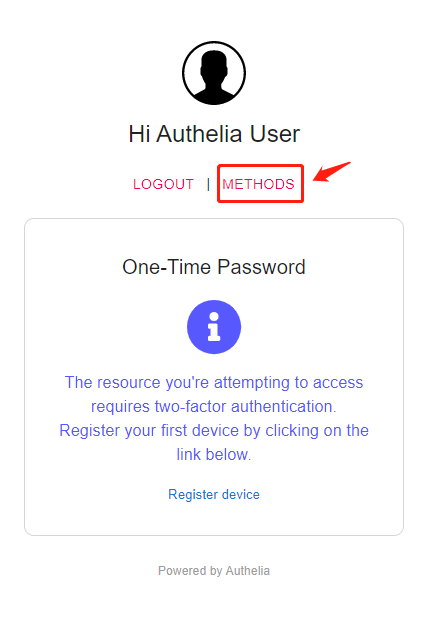 Hi Authelia User
LOGOUT | METHODS
One-Time Password
The resource you're attempting to access
requires two-factor authentication.
Register your first device by clicking on the
link below.
Register device
Powered by Authelia